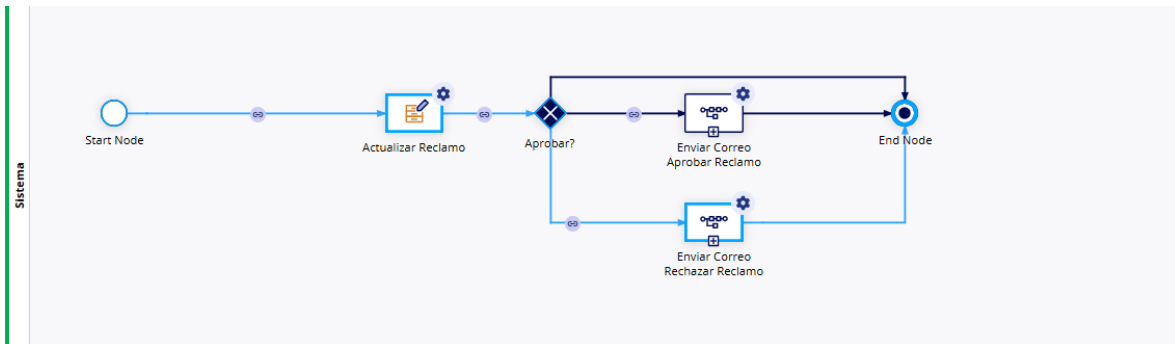 Sistema
Start Node
Actualizar Reclamo
Aprobar?
Enviar Correo
Aprobar Reclamo
End Node
Enviar Correo
Rechazar Reclamo